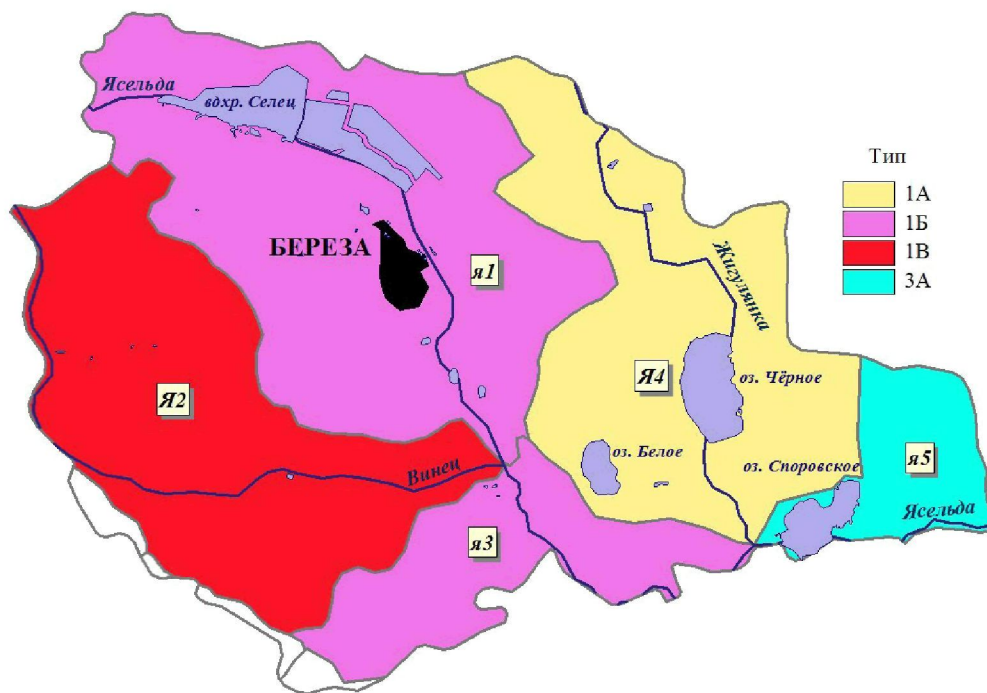 Ясельда
вдхр. Селец
Тип
1А
1Б
1В
3А
БЕРЕЗА
я1
Жигулянка
Я4
оз. Чёрное
Я2
оз. Белое
оз. Споровское
я5
Винец
Ясельда
я3